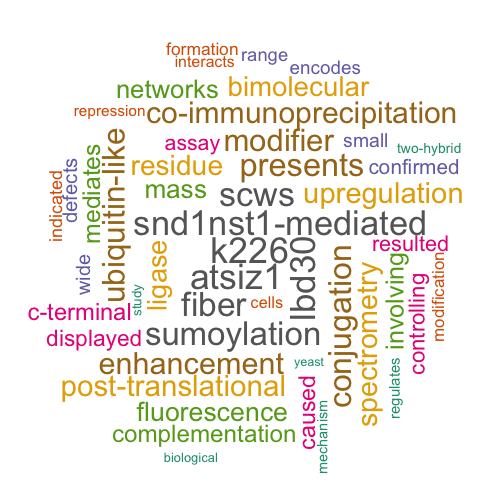 formation
interacts
range
encodes
networks
bimolecular
repression
co-immunoprecipitation
assay
modifier
small
two-hybrid
indicated
defects
mediates
ubiquitin-like
residue
presents
confirmed
mass
scws
upregulation
snd1nst1-mediated
resulted
wide
study
ligase
k2260
atsiz1
lbd30
conjugation
spectrometry
involving
controlling
modification
c-terminal
fiber
cells
displayed
sumoylation
enhancement
yeast
post-translational
caused
mechanism
regulates
fluorescence
complementation
biological